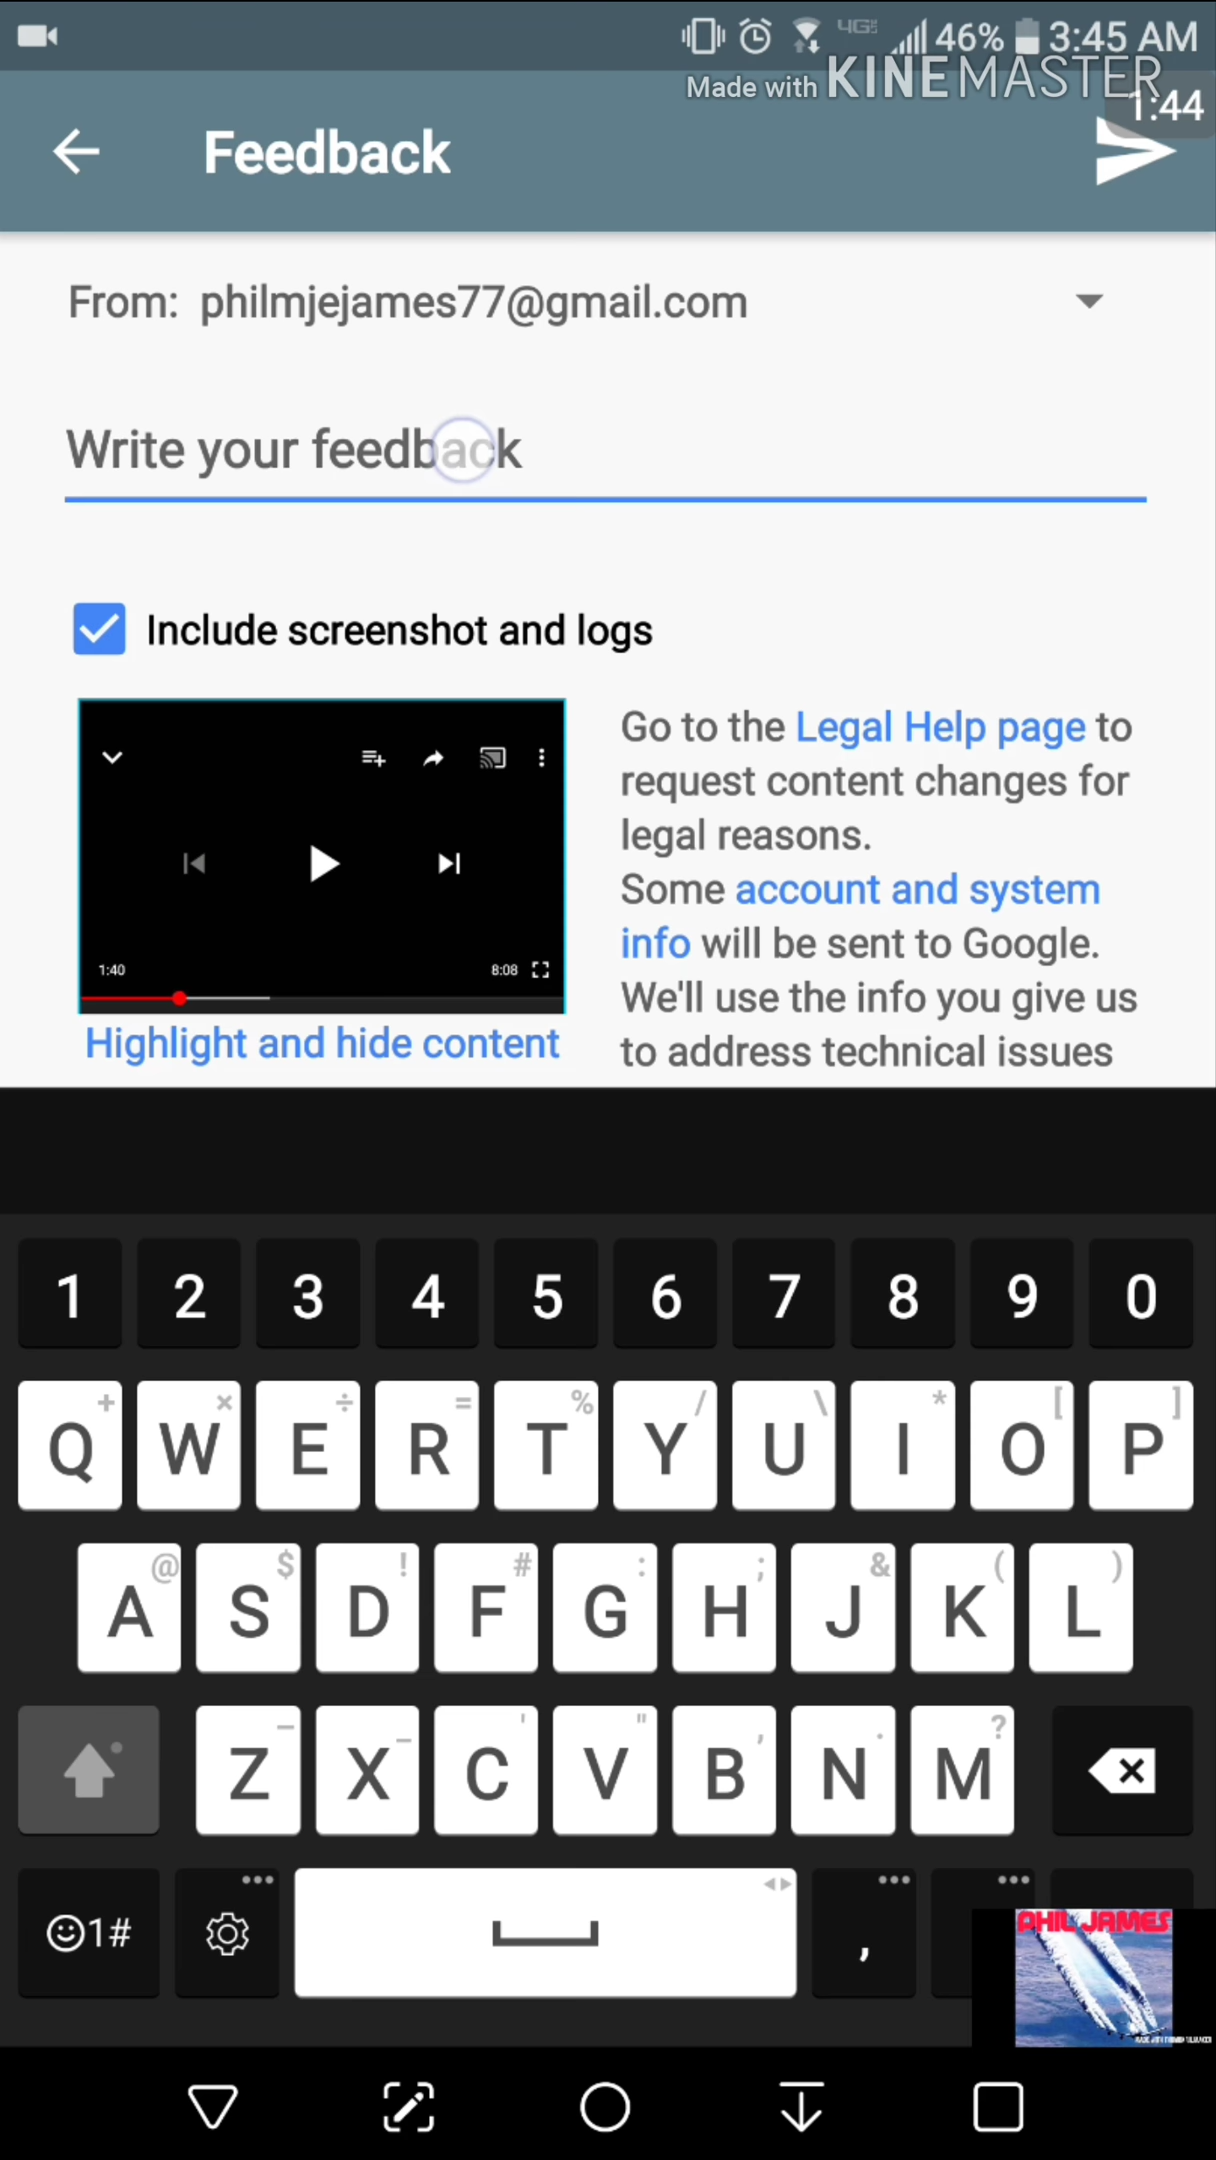 4G 46% 3:45 AM
Made with KINEMASTER
1:44
Feedback
From: philmjejames77@gmail.com
Write your feedback
Include screenshot and logs
1:40 8:08
Highlight and hide content
Go to the Legal Help page to
request content changes for
legal reasons.
Some account and system
info will be sent to Google.
We'll use the info you give us
to address technical issues
1 2 3 4 5 6 7 8 9 0
+ × ÷ = % / \ * [ ]
Q W E R T Y U I O P
@ $ ! # : ; & ( )
A S D F G H J K L
– _ ' " , . ?
Z X C V B N M
1# ,
PHIL JAMES